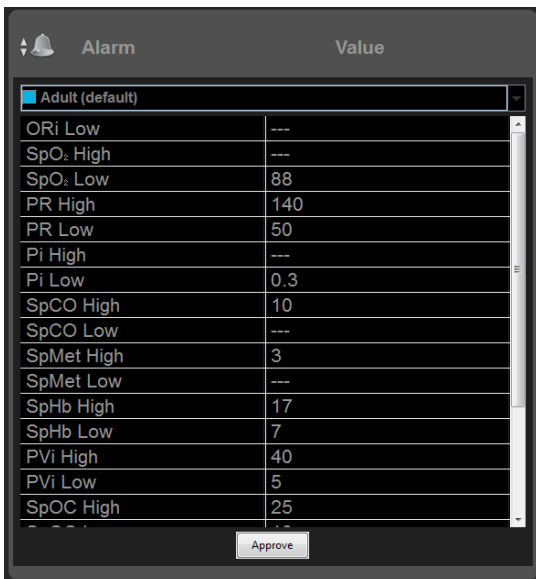 Alarm Value
Adult (default)
ORi Low ---
SpO₂ High ---
SpO₂ Low 88
PR High 140
PR Low 50
Pi High ---
Pi Low 0.3
SpCO High 10
SpCO Low ---
SpMet High 3
SpMet Low ---
SpHb High 17
SpHb Low 7
PVi High 40
PVi Low 5
SpOC High 25
Approve